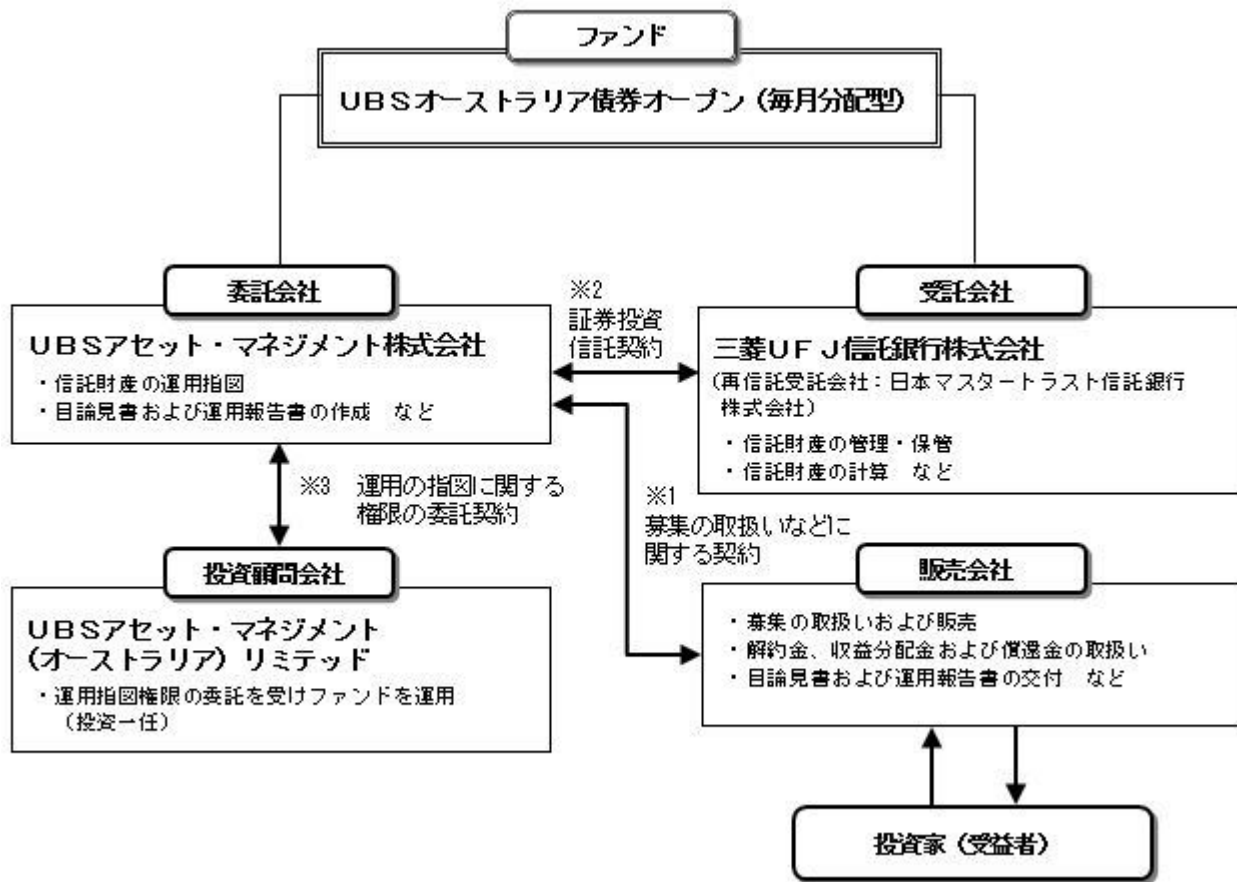 ファンド
UBSオーストラリア債券オープン(毎月分配型)
委託会社
UBSアセット・マネジメント株式会社
・信託財産の運用指図
・目論見書および運用報告書の作成 など
※2
証券投資
信託契約
受託会社
三菱UFJ信託銀行株式会社
(再信託受託会社：日本マスタートラスト信託銀行
株式会社)
・信託財産の管理・保管
・信託財産の計算 など
※3 運用の指図に関する
権限の委託契約
※1
募集の取扱いなどに
関する契約
投資顧問会社
UBSアセット・マネジメント
(オーストラリア)リミテッド
・運用指図権限の委託を受けファンドを運用
(投資一任)
販売会社
・募集の取扱いおよび販売
・解約金、収益分配金および償還金の取扱い
・目論見書および運用報告書の交付 など
投資家(受益者)